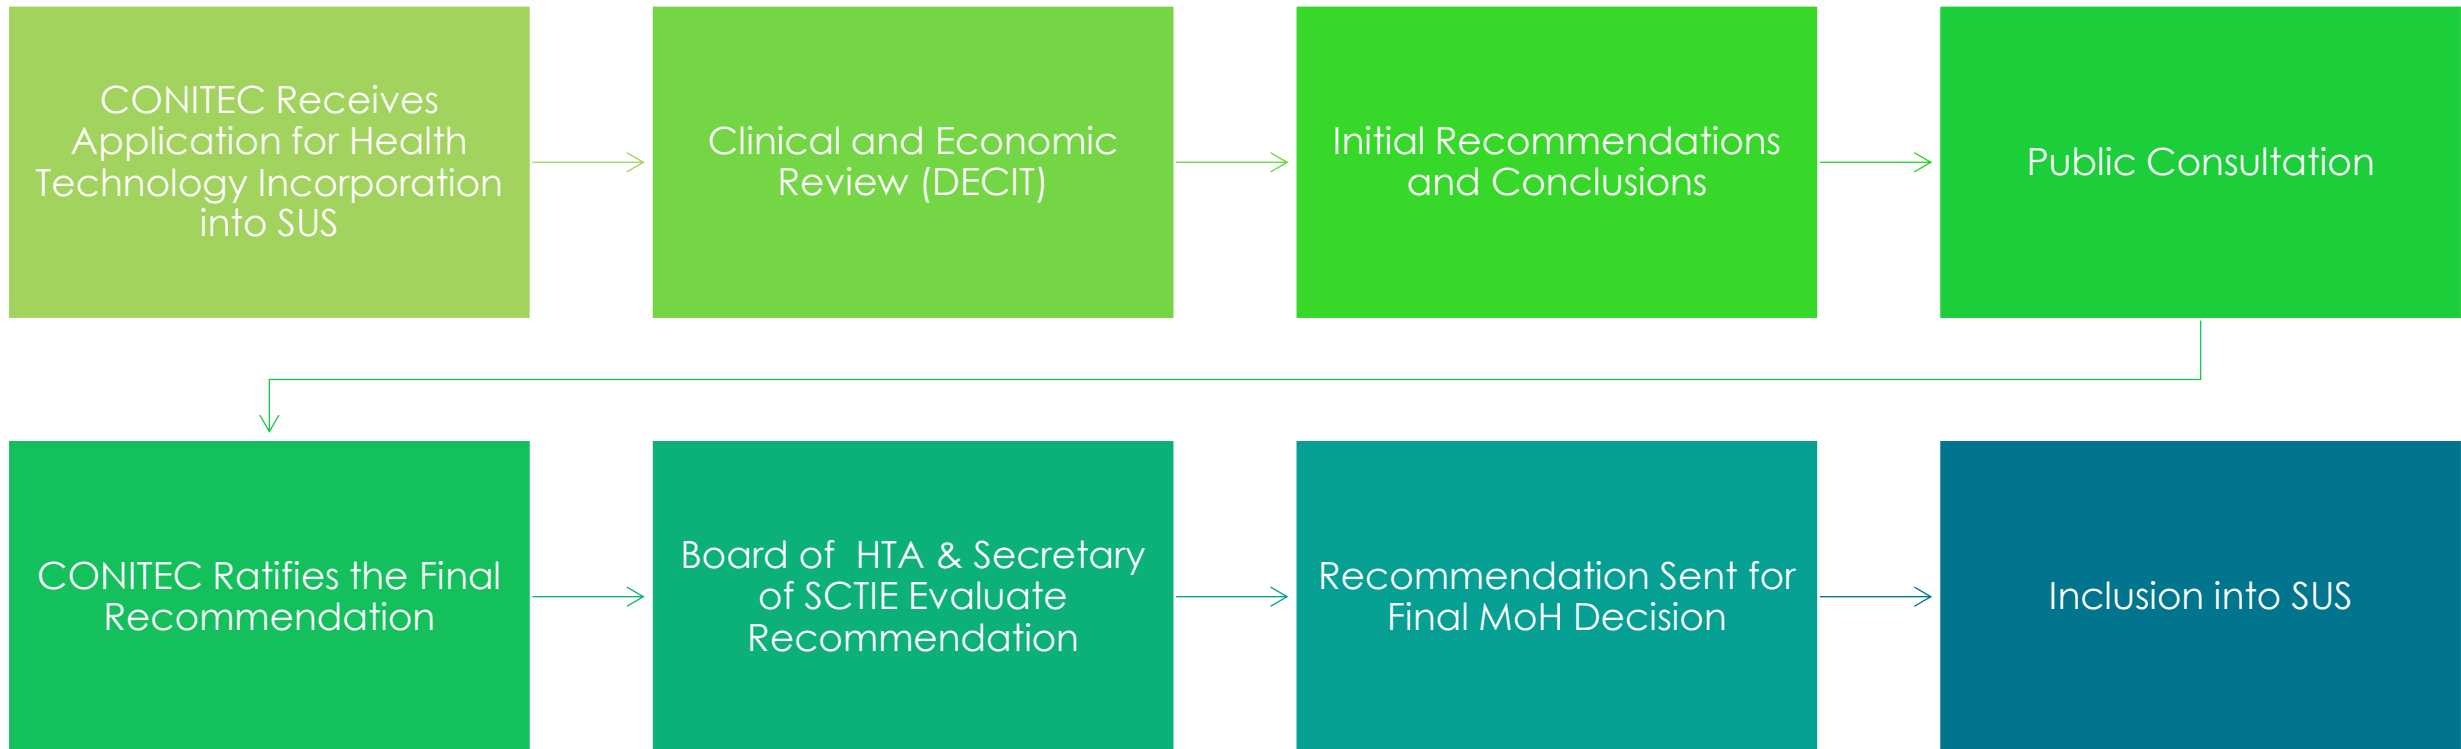 CONITEC Receives
Application for Health
Technology Incorporation
into SUS
Clinical and Economic
Review (DECIT)
Initial Recommendations
and Conclusions
Public Consultation
CONITEC Ratifies the Final
Recommendation
Board of  HTA & Secretary
of SCTIE Evaluate
Recommendation
Recommendation Sent for
Final MoH Decision
Inclusion into SUS